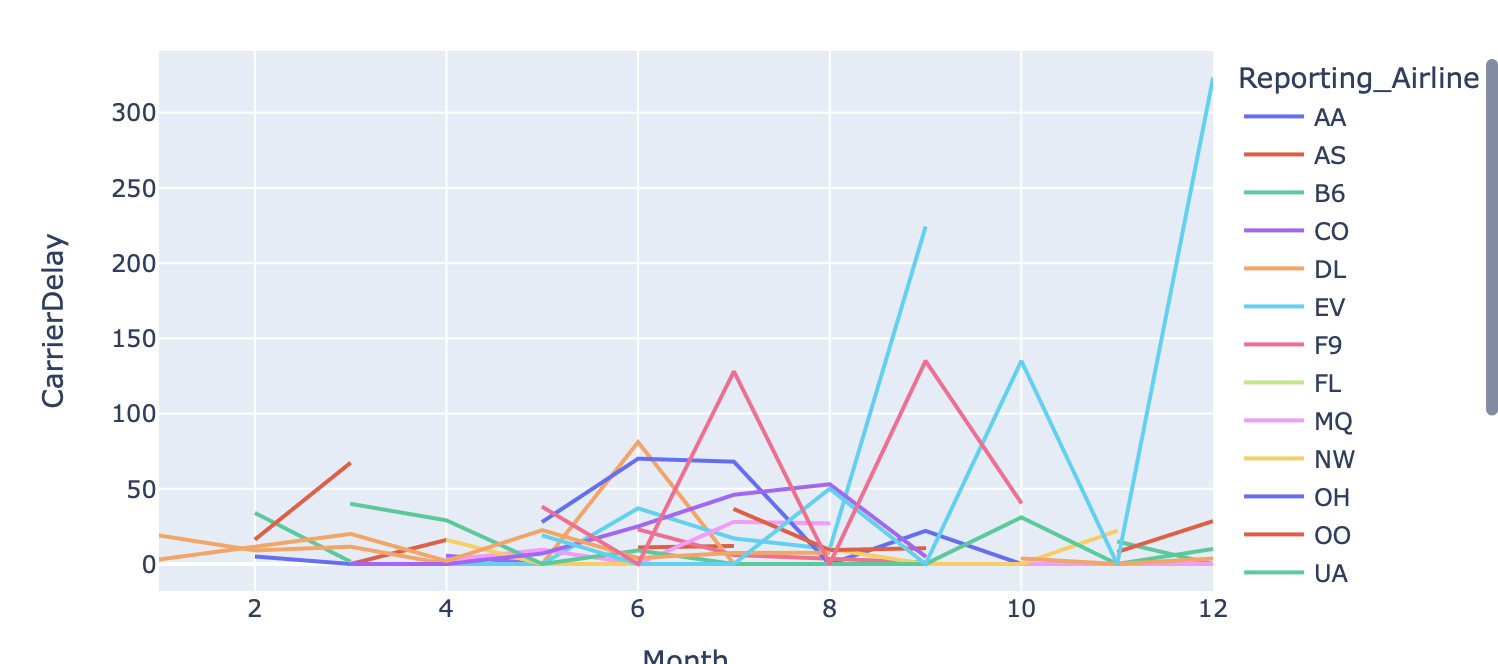 Reporting_Airline
AA
AS
B6
CO
DL
EV
F9
FL
MQ
NW
OH
OO
UA
CarrierDelay
300
250
200
150
100
50
0
2 4 6 8 10 12
Month